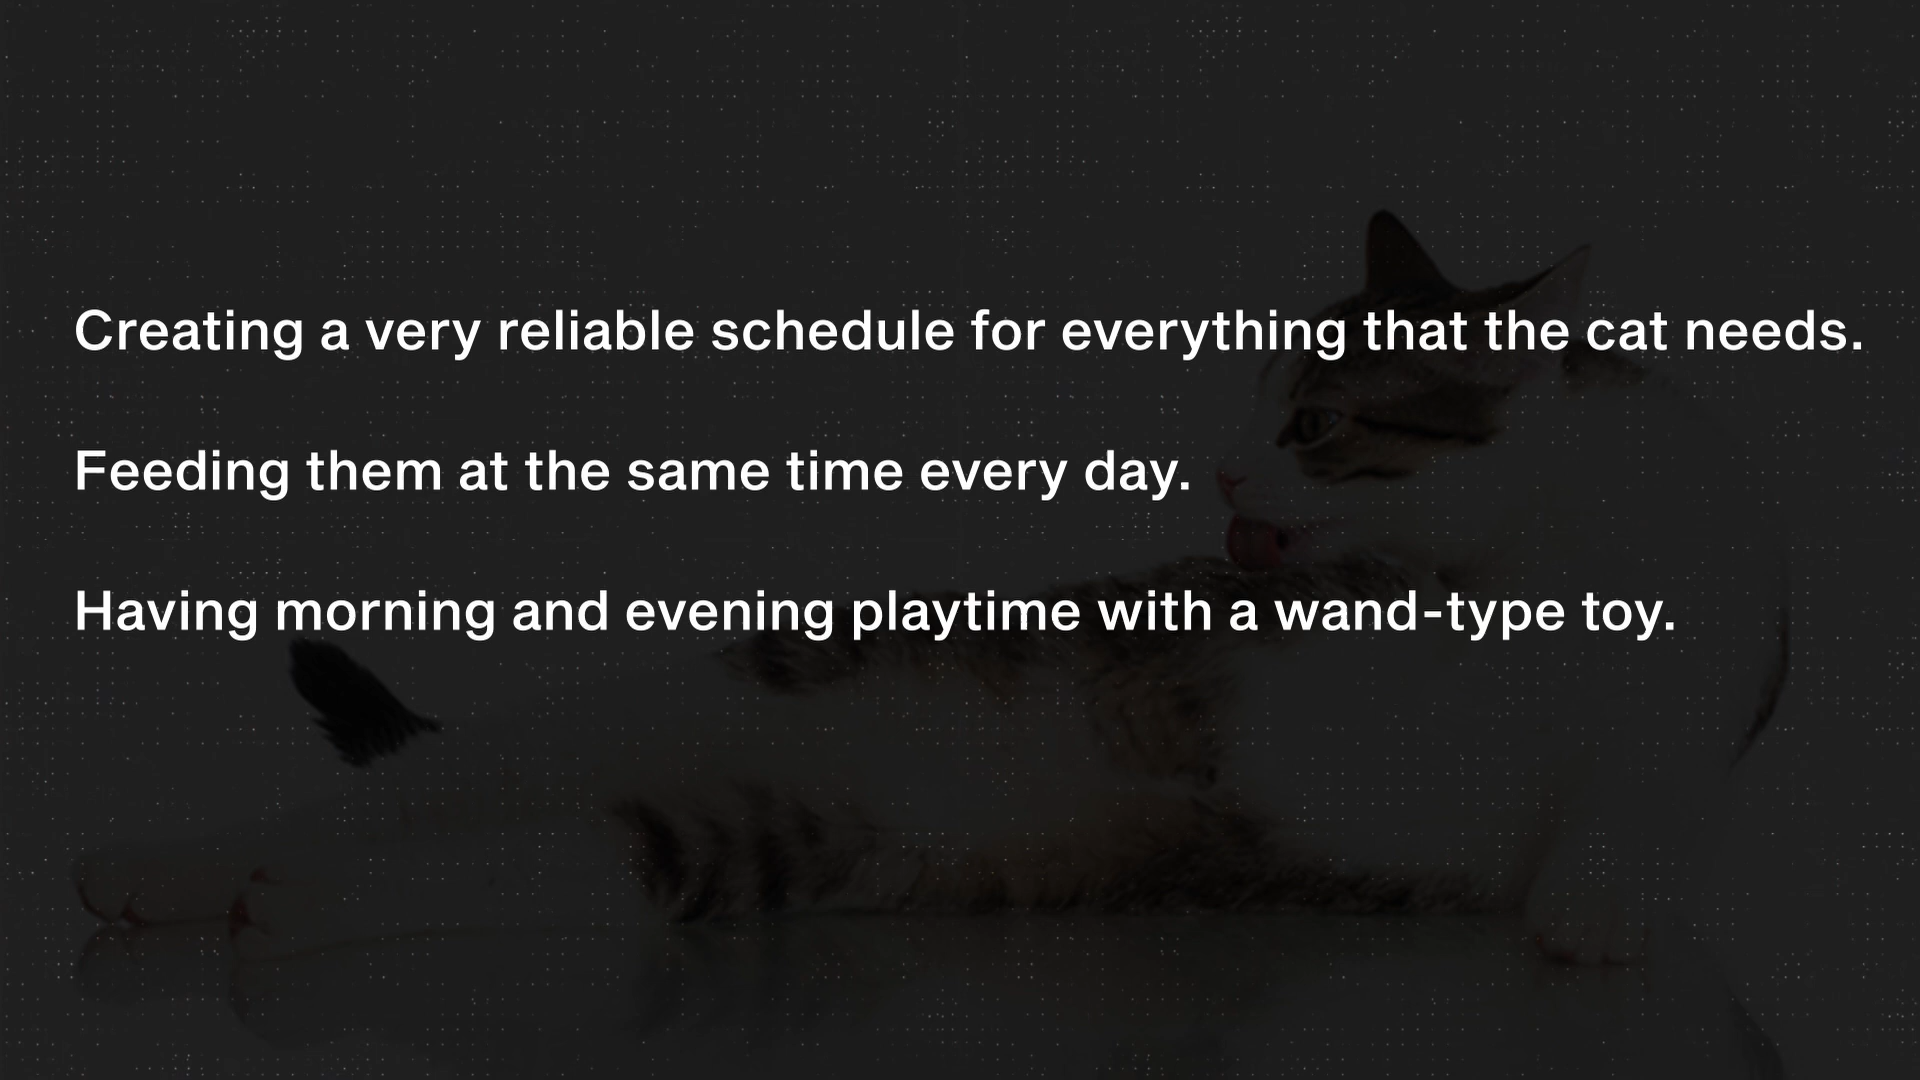 Creating a very reliable schedule for everything that the cat needs.
Feeding them at the same time every day.
Having morning and evening playtime with a wand-type toy.